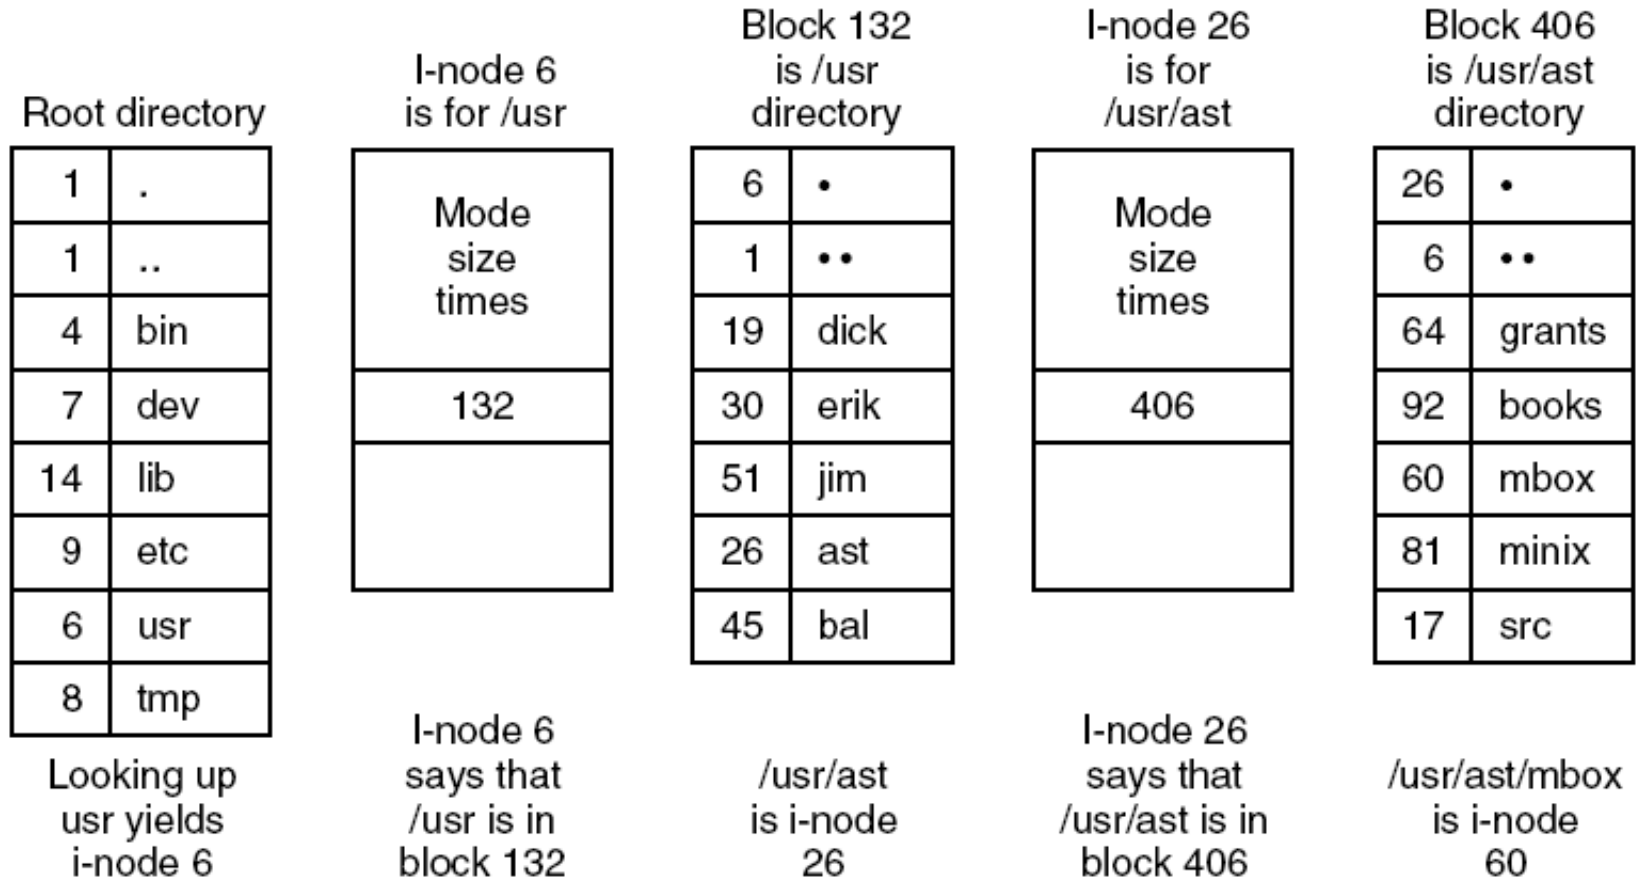 Root directory
1 .
1 ..
4 bin
7 dev
14 lib
9 etc
6 usr
8 tmp
Looking up
usr yields
i-node 6
I-node 6
is for /usr
Mode
size
times
132
I-node 6
says that
/usr is in
block 132
Block 132
is /usr
directory
6 •
1 ••
19 dick
30 erik
51 jim
26 ast
45 bal
/usr/ast
is i-node
26
I-node 26
is for
/usr/ast
Mode
size
times
406
I-node 26
says that
/usr/ast is in
block 406
Block 406
is /usr/ast
directory
26 •
6 ••
64 grants
92 books
60 mbox
81 minix
17 src
/usr/ast/mbox
is i-node
60